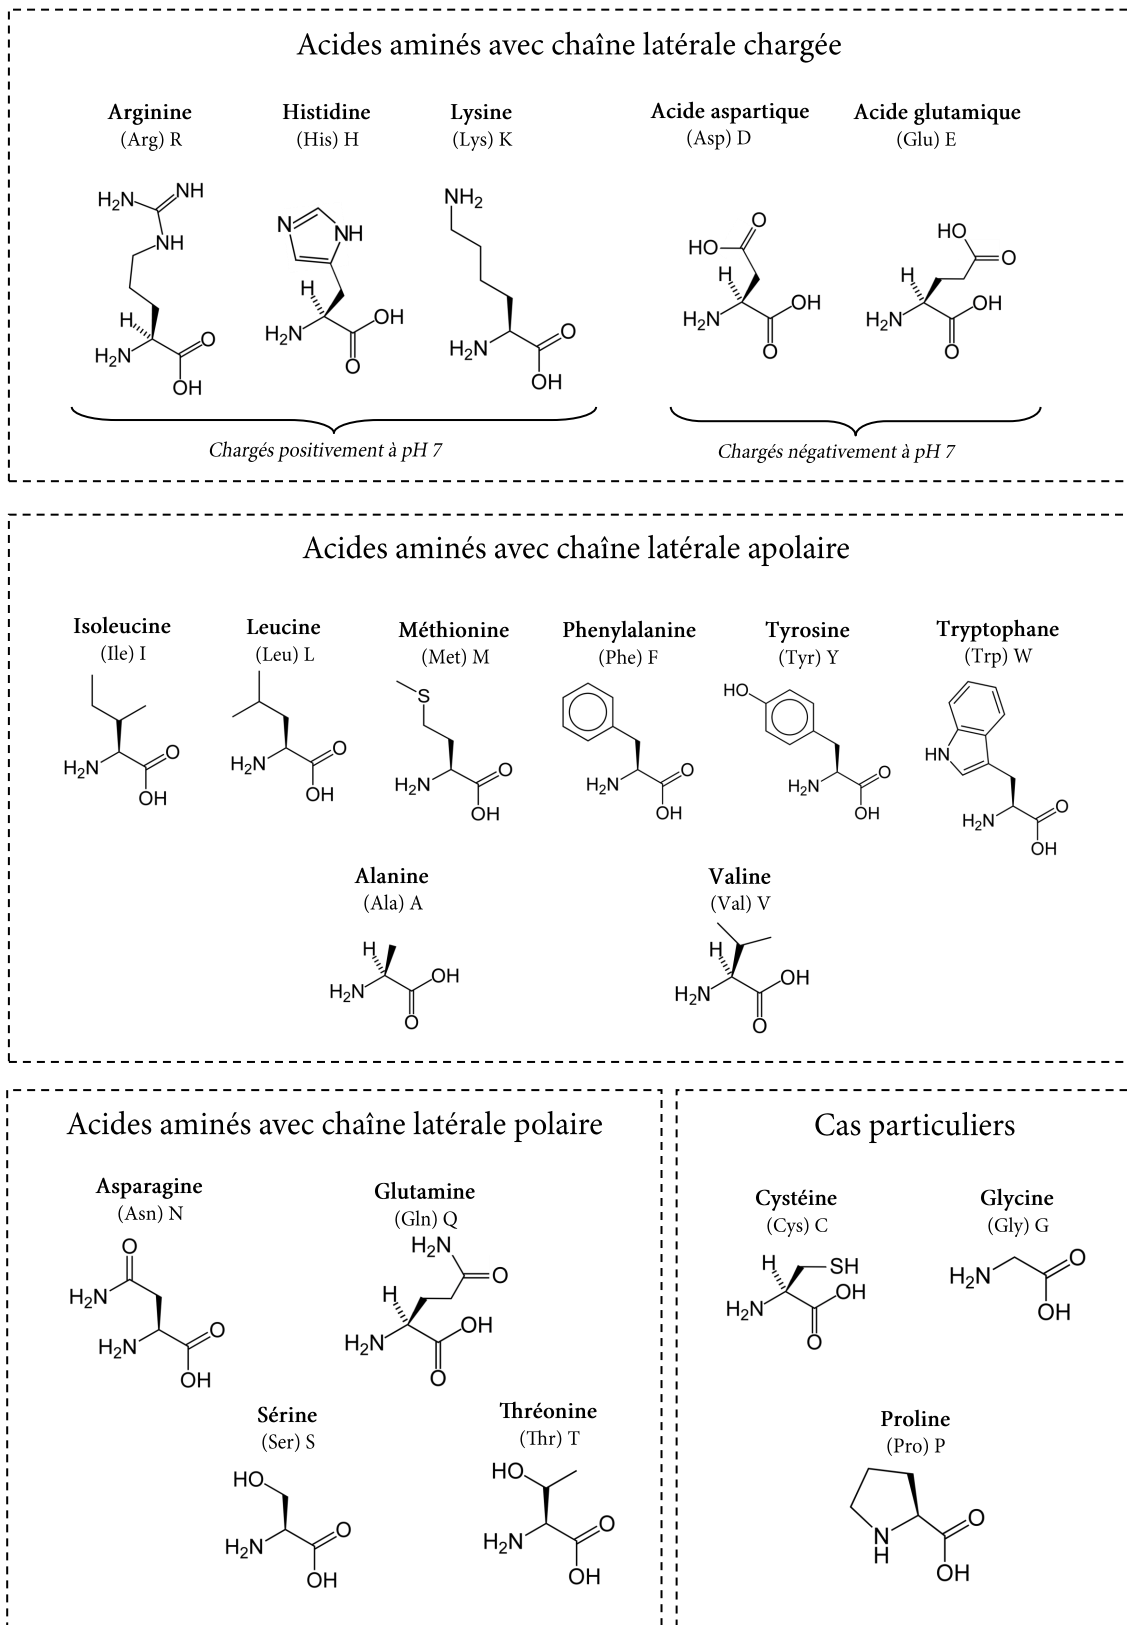 Acides aminés avec chaîne latérale chargée
Arginine
(Arg) R
Histidine
(His) H
Lysine
(Lys) K
Acide aspartique
(Asp) D
Acide glutamique
(Glu) E
H₂N NH
NH
H
H₂N O
OH
N NH
H
H₂N OH
O
NH₂
H₂N O
OH
O
HO
H
H₂N OH
O
HO O
H
H₂N OH
O
Chargés positivement à pH 7
Chargés négativement à pH 7
Acides aminés avec chaîne latérale apolaire
Isoleucine
(Ile) I
Leucine
(Leu) L
Méthionine
(Met) M
Phenylalanine
(Phe) F
Tyrosine
(Tyr) Y
Tryptophane
(Trp) W
H₂N O
OH
H₂N O
OH
S
H₂N O
OH
H₂N O
OH
HO
H₂N O
OH
HN
H₂N O
OH
Alanine
(Ala) A
Valine
(Val) V
H
H₂N OH
O
H
H₂N OH
O
Acides aminés avec chaîne latérale polaire
Asparagine
(Asn) N
Glutamine
(Gln) Q
O
H₂N
H₂N O
OH
H₂N
O
H
H₂N OH
O
Sérine
(Ser) S
Thréonine
(Thr) T
HO
H₂N O
OH
HO
H₂N O
OH
Cas particuliers
Cystéine
(Cys) C
Glycine
(Gly) G
H SH
H₂N OH
O
H₂N O
OH
Proline
(Pro) P
N
H
O
OH